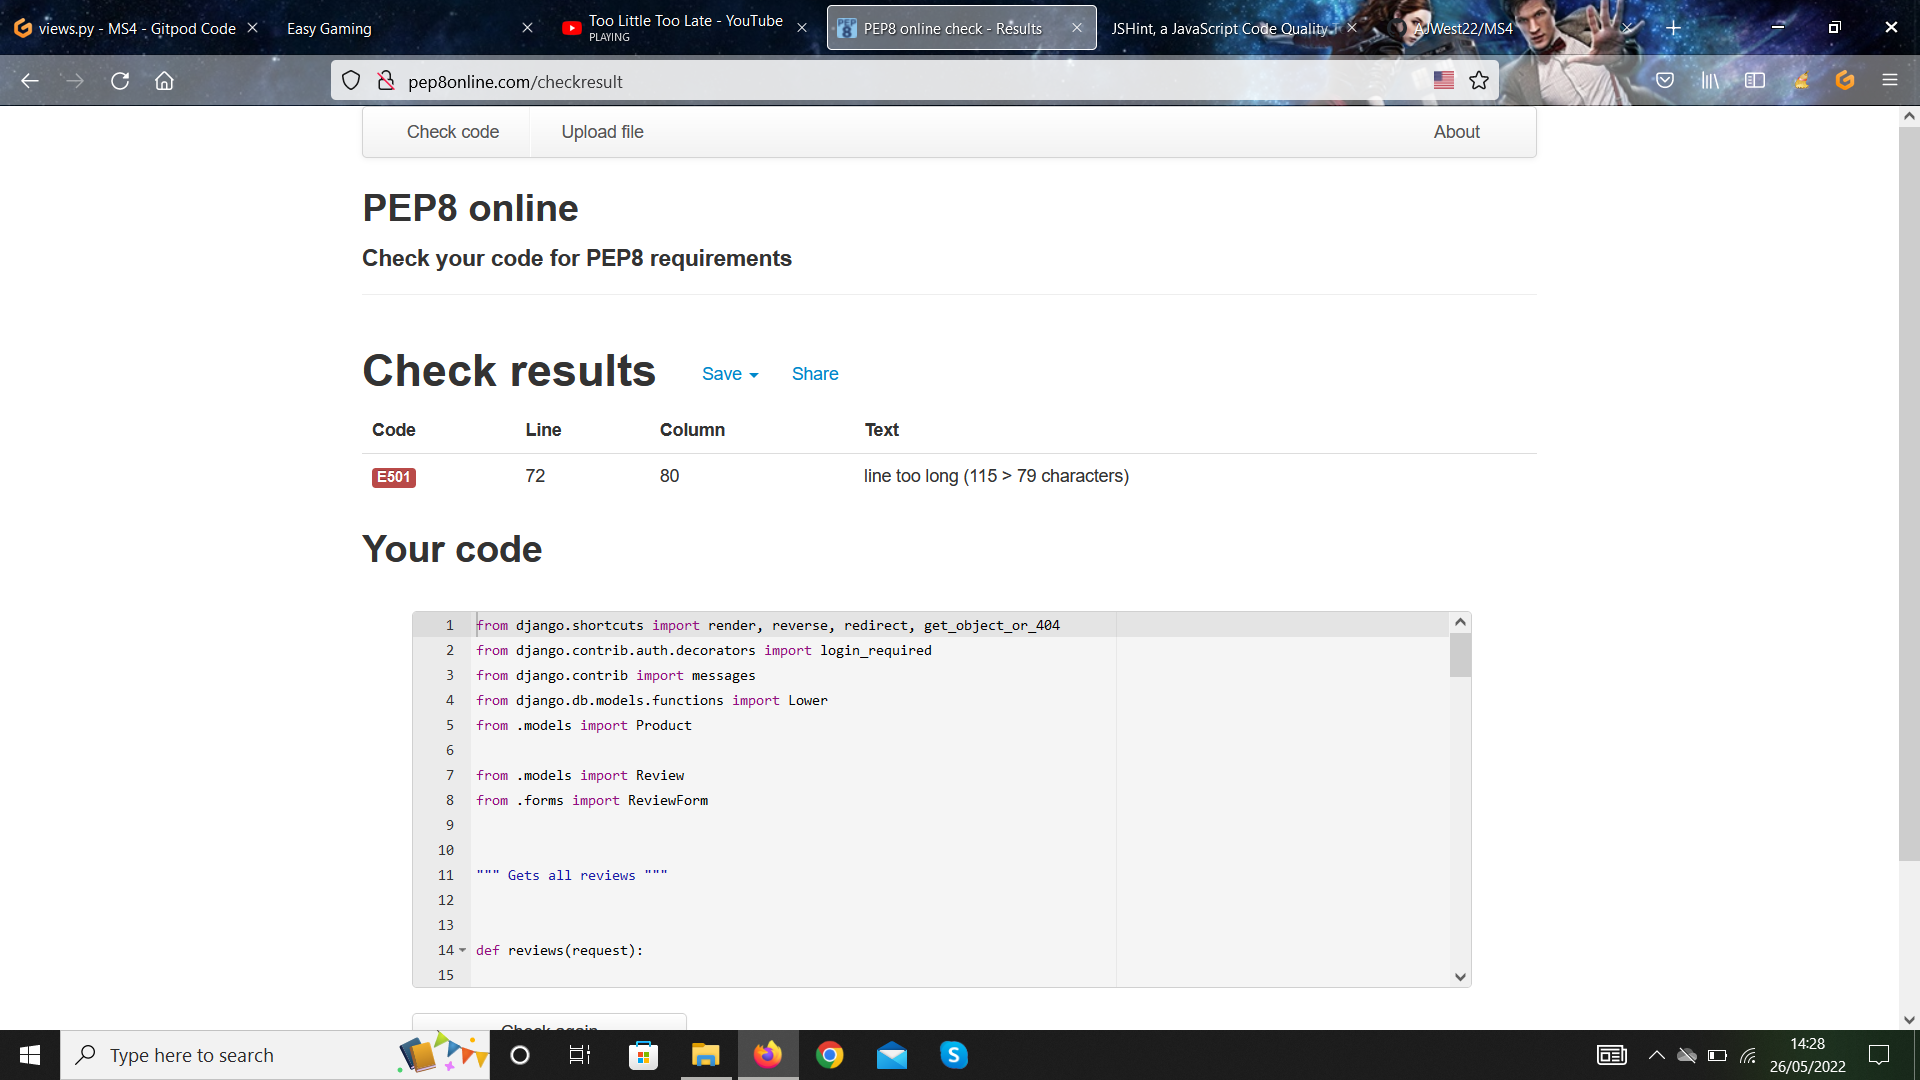 views.py - MS4 - Gitpod Code
Easy Gaming
Too Little Too Late - YouTube
PLAYING
PEP8 online check - Results
JSHint, a JavaScript Code Quality T
AJWest22/MS4
pep8online.com/checkresult
Check code
Upload file
About
PEP8 online
Check your code for PEP8 requirements
Check results
Save
Share
Code Line Column Text
E501 72 80 line too long (115 > 79 characters)
Your code
1 from django.shortcuts import render, reverse, redirect, get_object_or_404
2 from django.contrib.auth.decorators import login_required
3 from django.contrib import messages
4 from django.db.models.functions import Lower
5 from .models import Product
6
7 from .models import Review
8 from .forms import ReviewForm
9
10
11 """ Gets all reviews """
12
13
14 def reviews(request):
15
Check again
Type here to search
14:28
26/05/2022